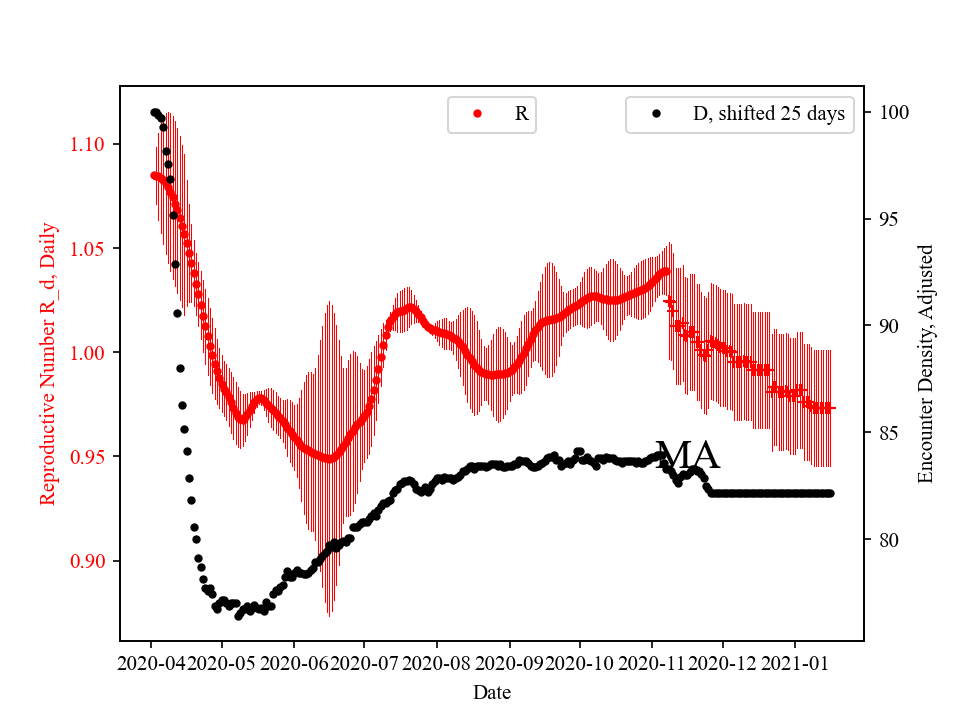 R
D, shifted 25 days
1.10
1.05
1.00
0.95
0.90
Reproductive Number R_d, Daily
100
95
90
85
80
Encounter Density, Adjusted
MA
2020-04 2020-05 2020-06 2020-07 2020-08 2020-09 2020-10 2020-11 2020-12 2021-01
Date